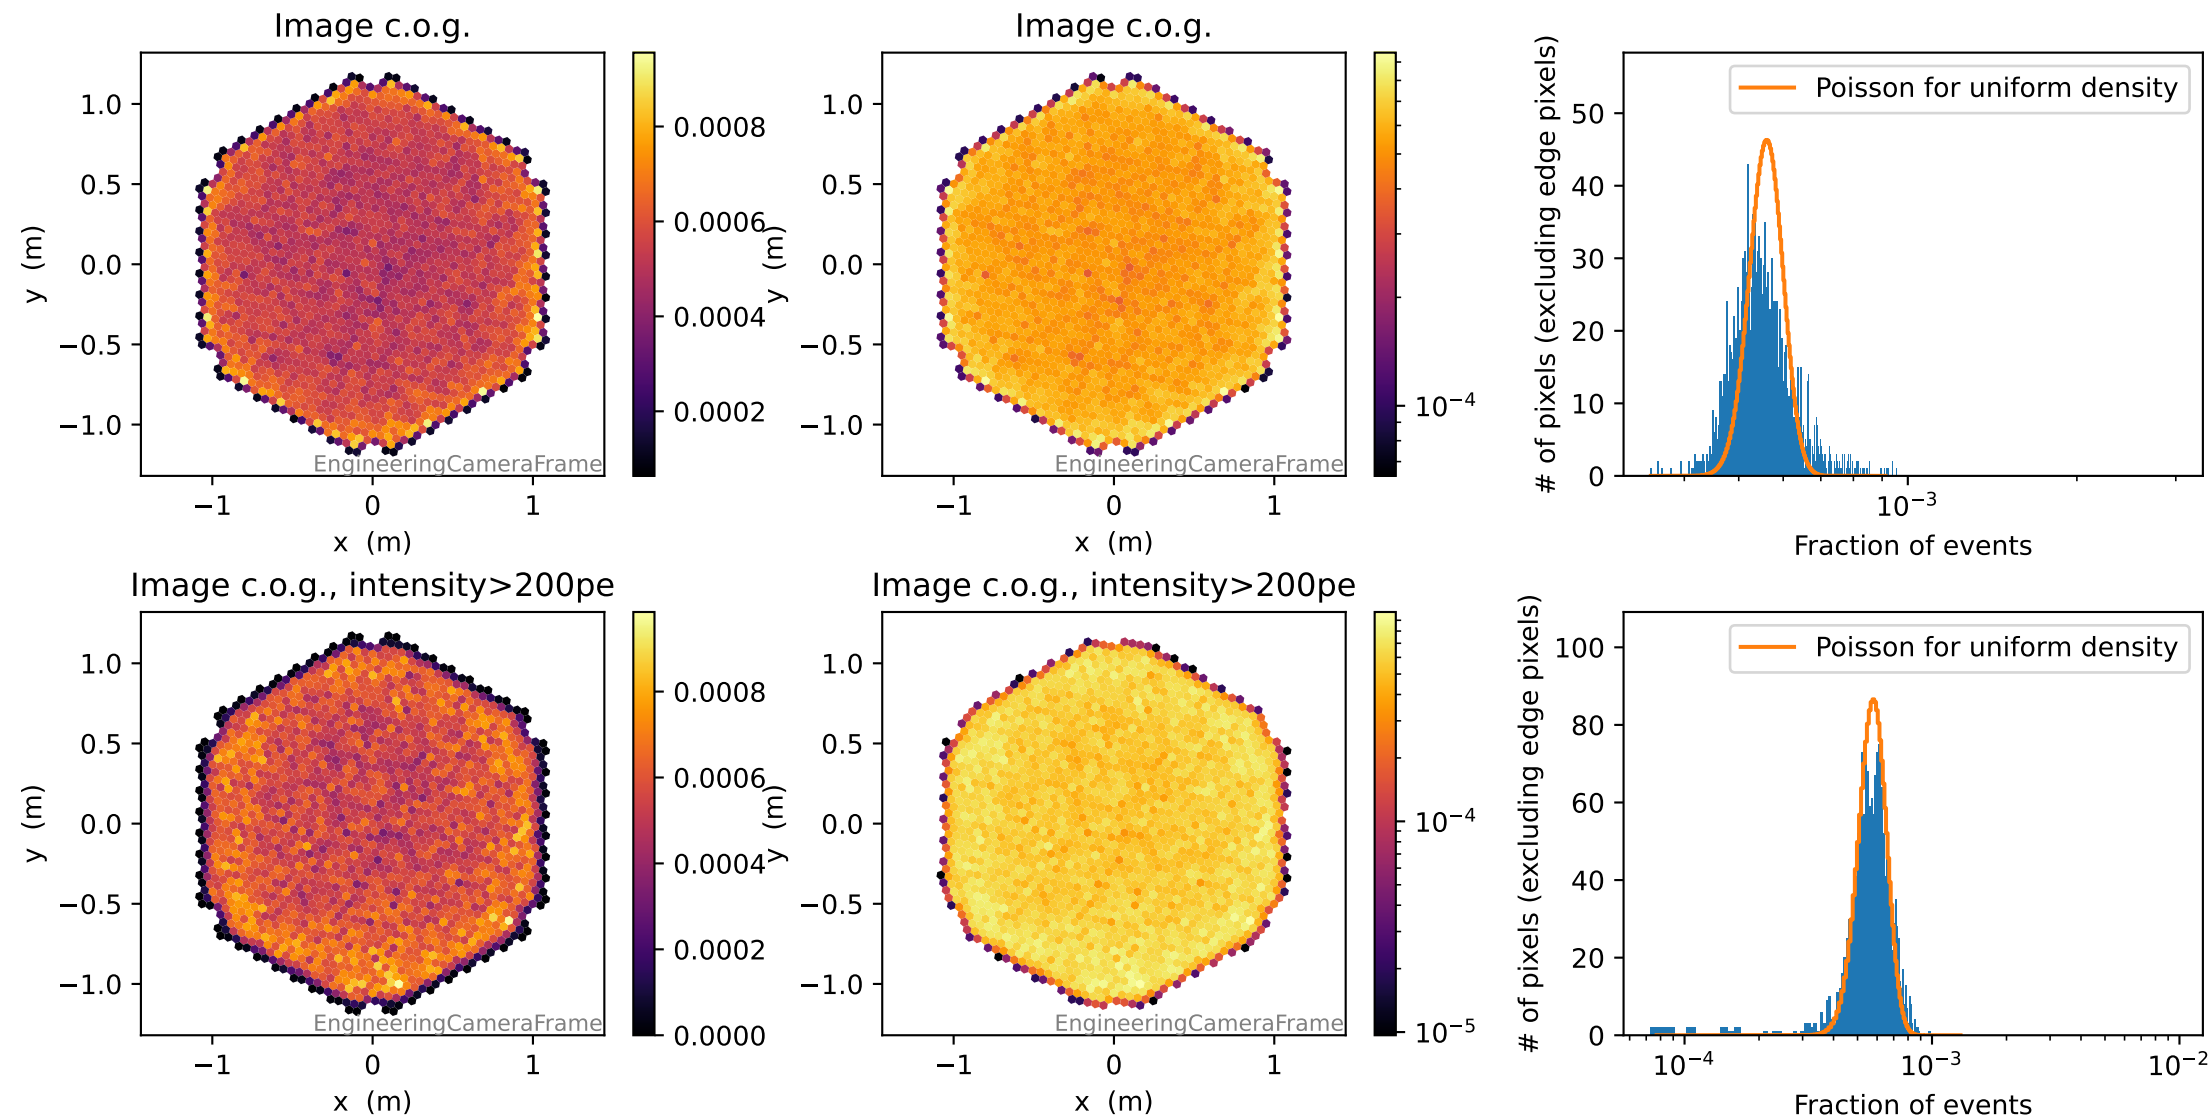 Image c.o.g.
y (m)
1.0
0.5
0.0
−0.5
−1.0
−1
0
1
x (m)
EngineeringCameraFrame
0.0008
0.0006
0.0004
0.0002
Image c.o.g.
y (m)
1.0
0.5
0.0
−0.5
−1.0
−1
0
1
x (m)
EngineeringCameraFrame
10⁻⁴
# of pixels (excluding edge pixels)
50
40
30
20
10
0
Poisson for uniform density
10⁻³
Fraction of events
Image c.o.g., intensity>200pe
y (m)
1.0
0.5
0.0
−0.5
−1.0
−1
0
1
x (m)
EngineeringCameraFrame
0.0008
0.0006
0.0004
0.0002
0.0000
Image c.o.g., intensity>200pe
y (m)
1.0
0.5
0.0
−0.5
−1.0
−1
0
1
x (m)
EngineeringCameraFrame
10⁻⁴
10⁻⁵
# of pixels (excluding edge pixels)
100
80
60
40
20
0
Poisson for uniform density
10⁻⁴
10⁻³
10⁻²
Fraction of events